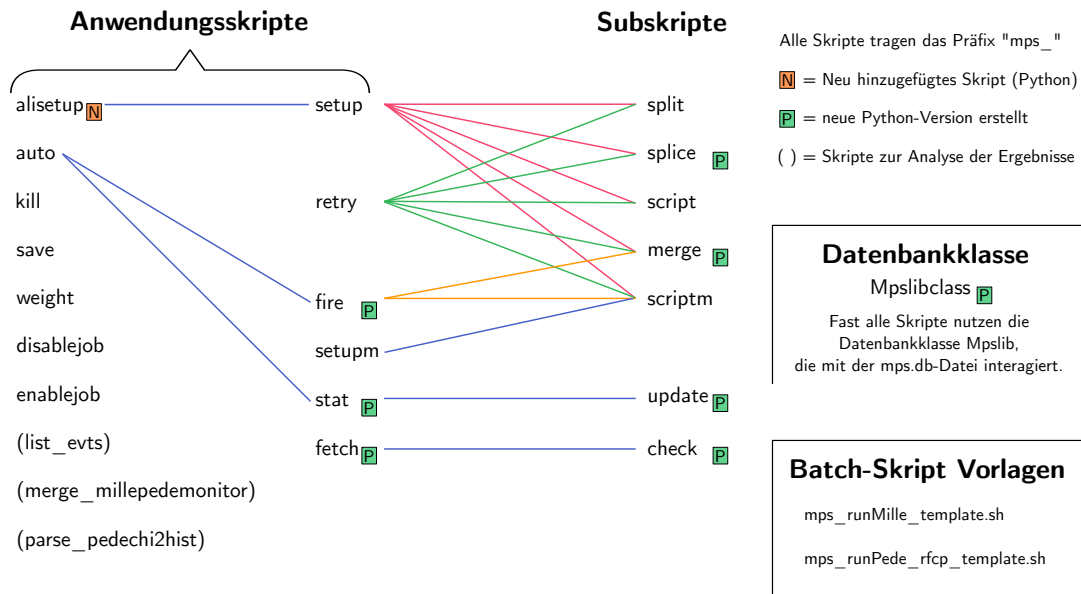 Anwendungsskripte
alisetup N
auto
kill
save
weight
disablejob
enablejob
(list_evts)
(merge_millepedemonitor)
(parse_pedechi2hist)
setup
retry
fire P
setupm
stat P
fetch P
Subskripte
split
splice P
script
merge P
scriptm
update P
check P
Alle Skripte tragen das Präfix "mps_"
N = Neu hinzugefügtes Skript (Python)
P = neue Python-Version erstellt
( ) = Skripte zur Analyse der Ergebnisse
Datenbankklasse
Mpslibclass P
Fast alle Skripte nutzen die
Datenbankklasse Mpslib,
die mit der mps.db-Datei interagiert.
Batch-Skript Vorlagen
mps_runMille_template.sh
mps_runPede_rfcp_template.sh